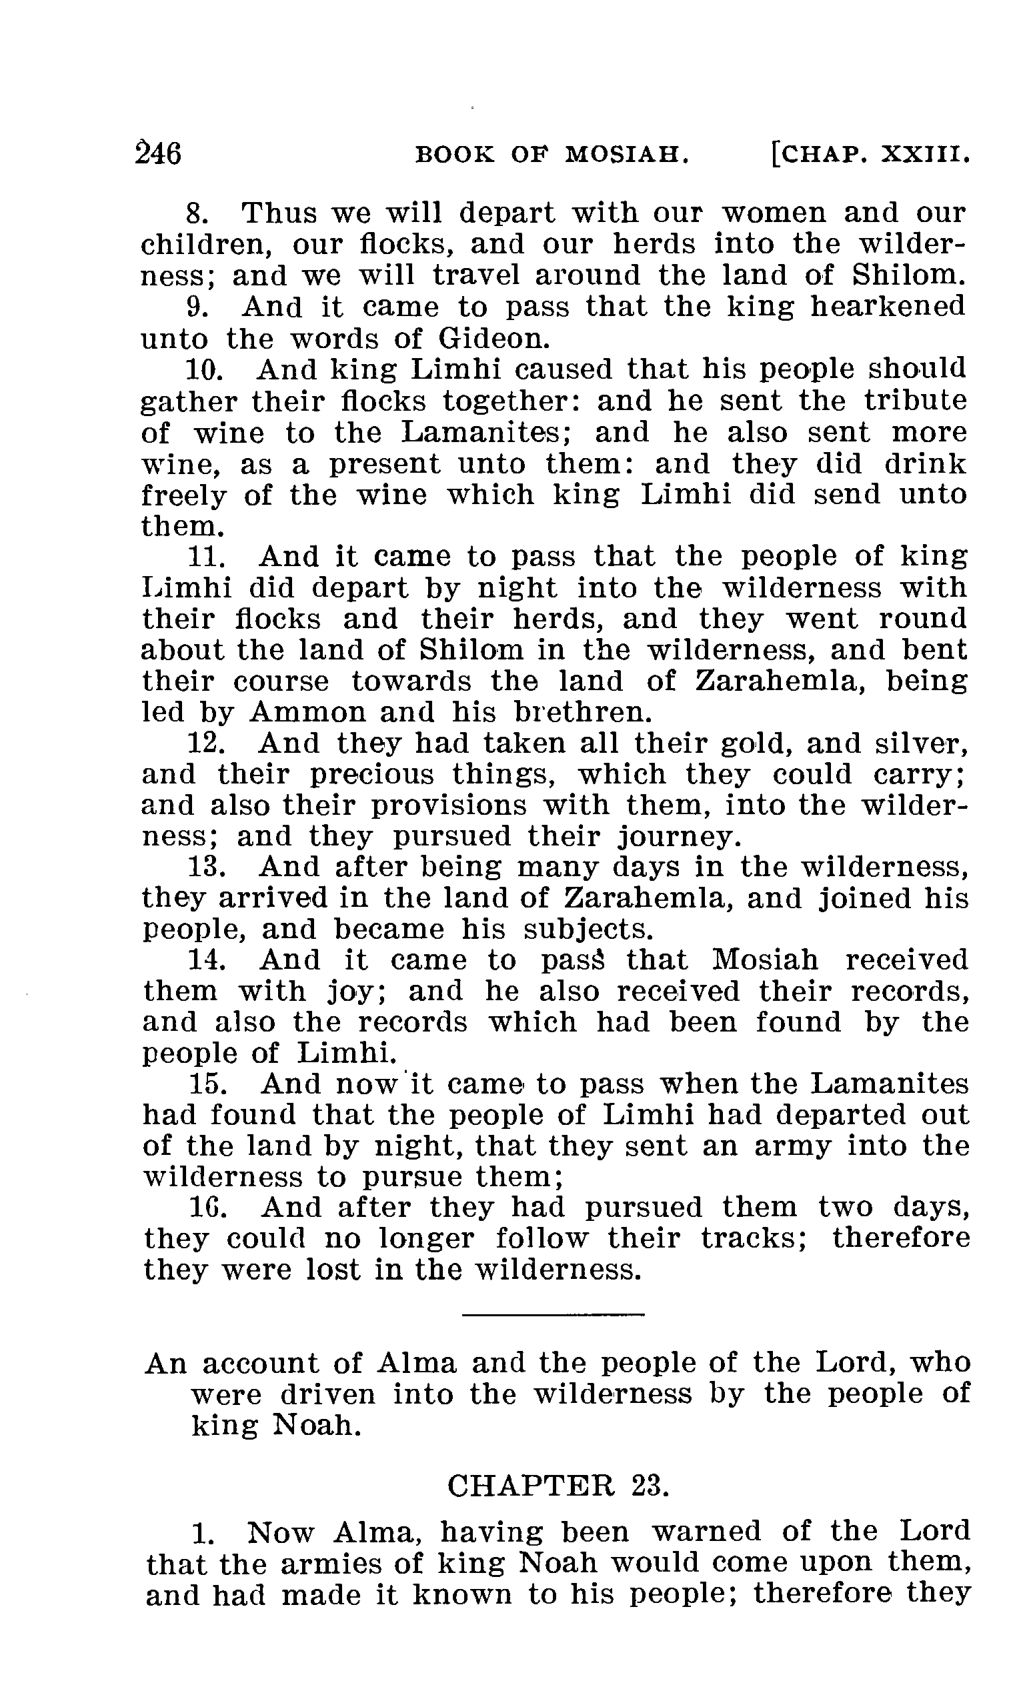 246 BOOK OF MOSIAH. [CHAP. XXIII.
8. Thus we will depart with our women and our
children, our flocks, and our herds into the wilder-
ness; and we will travel around the land of Shilom.
9. And it came to pass that the king hearkened
unto the words of Gideon.
10. And king Limhi caused that his people should
gather their flocks together: and he sent the tribute
of wine to the Lamanites; and he also sent more
wine, as a present unto them: and they did drink
freely of the wine which king Limhi did send unto
them.
11. And it came to pass that the people of king
Limhi did depart by night into the wilderness with
their flocks and their herds, and they went round
about the land of Shilom in the wilderness, and bent
their course towards the land of Zarahemla, being
led by Ammon and his brethren.
12. And they had taken all their gold, and silver,
and their precious things, which they could carry;
and also their provisions with them, into the wilder-
ness; and they pursued their journey.
13. And after being many days in the wilderness,
they arrived in the land of Zarahemla, and joined his
people, and became his subjects.
14. And it came to pass that Mosiah received
them with joy; and he also received their records,
and also the records which had been found by the
people of Limhi.
15. And now it came to pass when the Lamanites
had found that the people of Limhi had departed out
of the land by night, that they sent an army into the
wilderness to pursue them;
16. And after they had pursued them two days,
they could no longer follow their tracks; therefore
they were lost in the wilderness.
An account of Alma and the people of the Lord, who
were driven into the wilderness by the people of
king Noah.
CHAPTER 23.
1. Now Alma, having been warned of the Lord
that the armies of king Noah would come upon them,
and had made it known to his people; therefore they